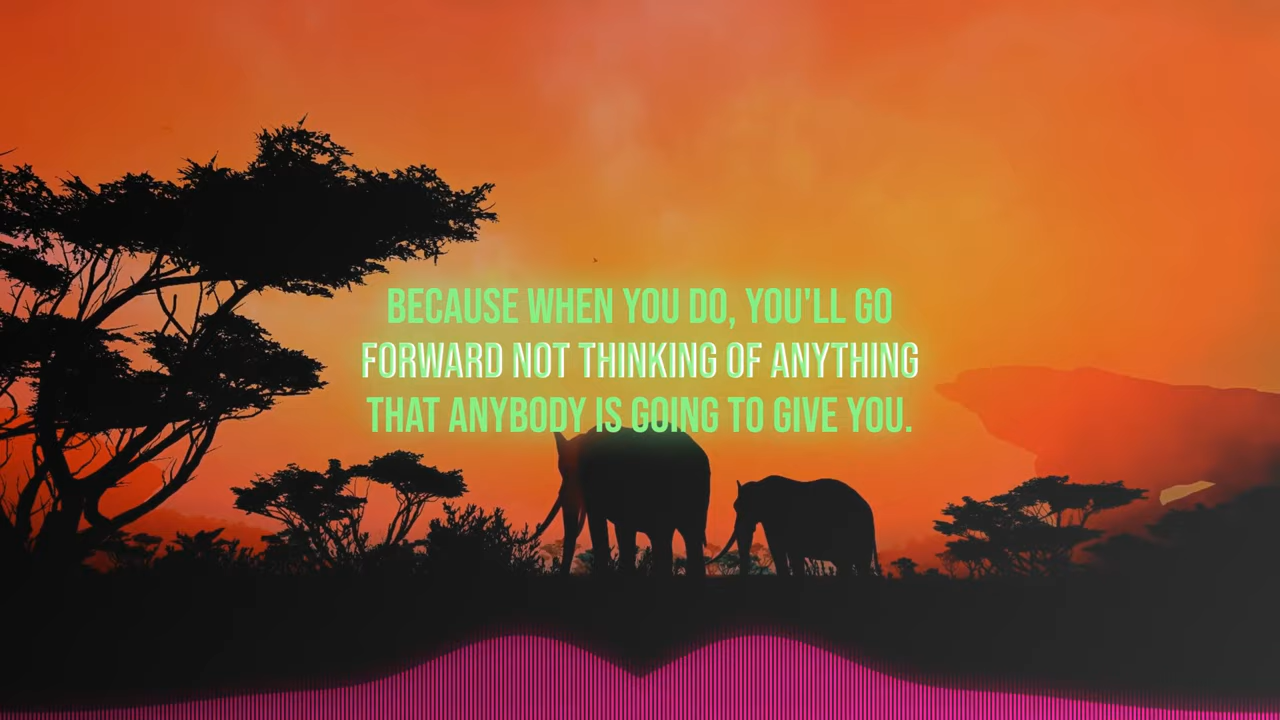 BECAUSE WHEN YOU DO, YOU'LL GO
FORWARD NOT THINKING OF ANYTHING
THAT ANYBODY IS GOING TO GIVE YOU.